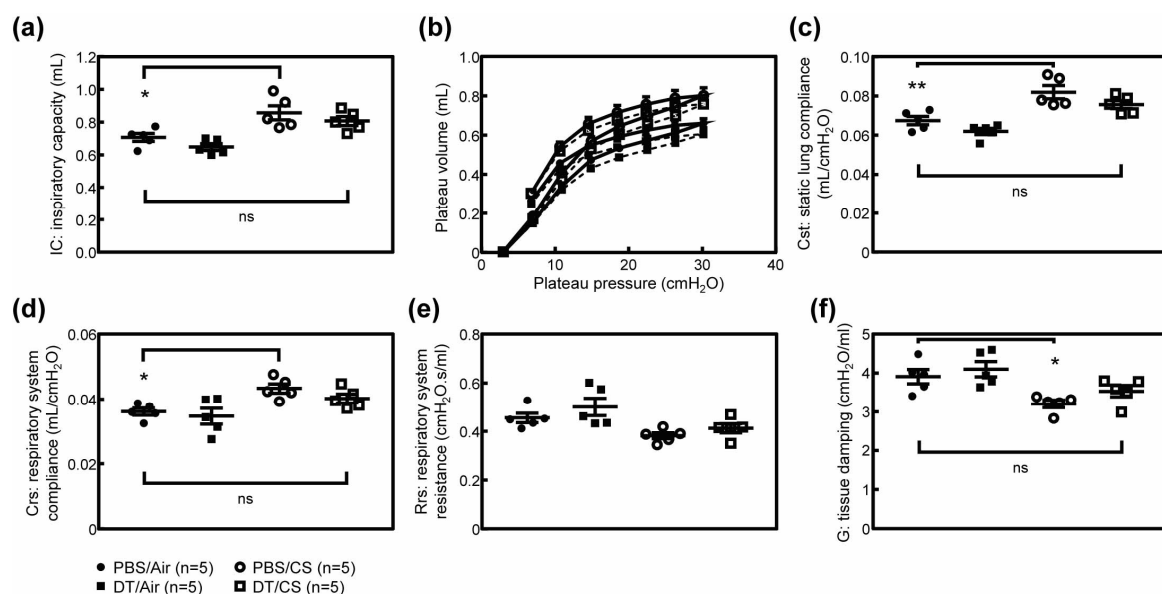 (a)
IC: inspiratory capacity (mL)
1.2
1.0
0.8
0.6
0.4
0.2
0.0
*
ns
(b)
Plateau volume (mL)
1.0
0.8
0.6
0.4
0.2
0
0
10
20
30
40
Plateau pressure (cmH₂O)
(c)
Cst: static lung compliance
(mL/cmH₂O)
0.10
0.08
0.06
0.04
0.02
0.00
**
ns
(d)
Crs: respiratory system
compliance (mL/cmH₂O)
0.06
0.04
0.02
0
*
ns
(e)
Rrs: respiratory system
resistance (cmH₂O.s/ml)
0.8
0.6
0.4
0.2
0
(f)
G: tissue damping (cmH₂O/ml)
5
4
3
2
1
0
*
ns
PBS/Air (n=5)
PBS/CS (n=5)
DT/Air (n=5)
DT/CS (n=5)